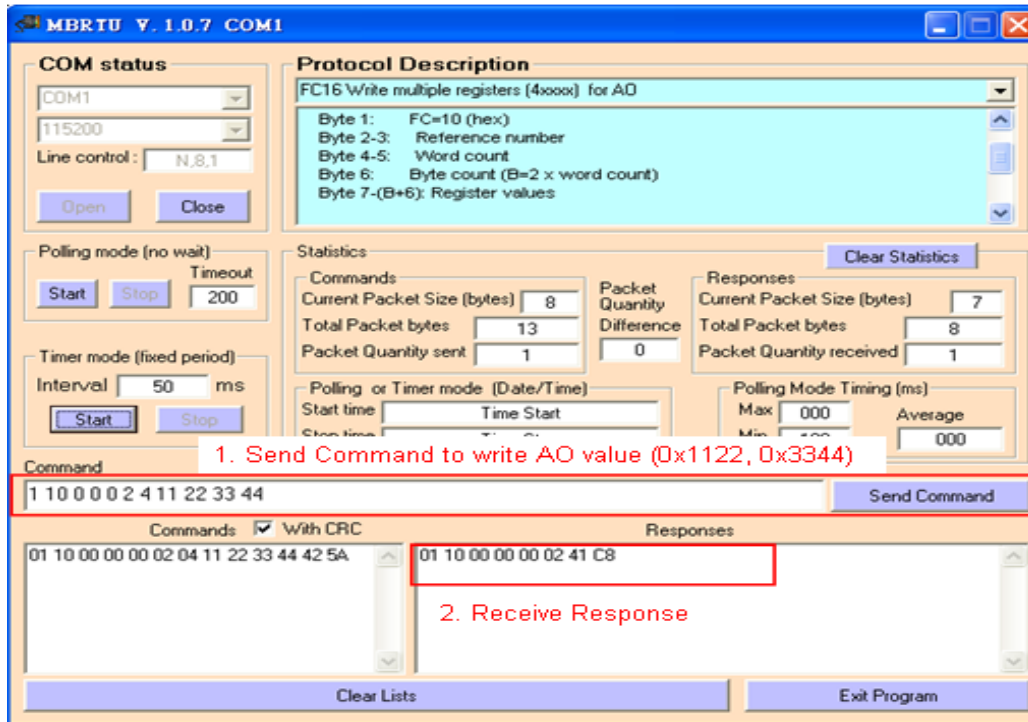 MBRTU V. 1.0.7 COM1
COM status
COM1
115200
Line control : N,8,1
Open Close
Protocol Description
FC16 Write multiple registers (4xxxx) for AO
Byte 1: FC=10 (hex)
Byte 2-3: Reference number
Byte 4-5: Word count
Byte 6: Byte count (B=2 x word count)
Byte 7-(B+6): Register values
Polling mode (no wait)
Timeout
Start Stop 200
Timer mode (fixed period)
Interval 50 ms
Start Stop
Statistics
Clear Statistics
Commands
Current Packet Size (bytes) 8
Total Packet bytes 13
Packet Quantity sent 1
Packet
Quantity
Difference
0
Responses
Current Packet Size (bytes) 7
Total Packet bytes 8
Packet Quantity received 1
Polling or Timer mode (Date/Time)
Start time Time Start
Polling Mode Timing (ms)
Max 000 Average
000
1. Send Command to write AO value (0x1122, 0x3344)
Command
1 10 0 0 0 2 4 11 22 33 44 Send Command
Commands With CRC
Responses
01 10 00 00 00 02 04 11 22 33 44 42 5A
01 10 00 00 00 02 41 C8
2. Receive Response
Clear Lists Exit Program